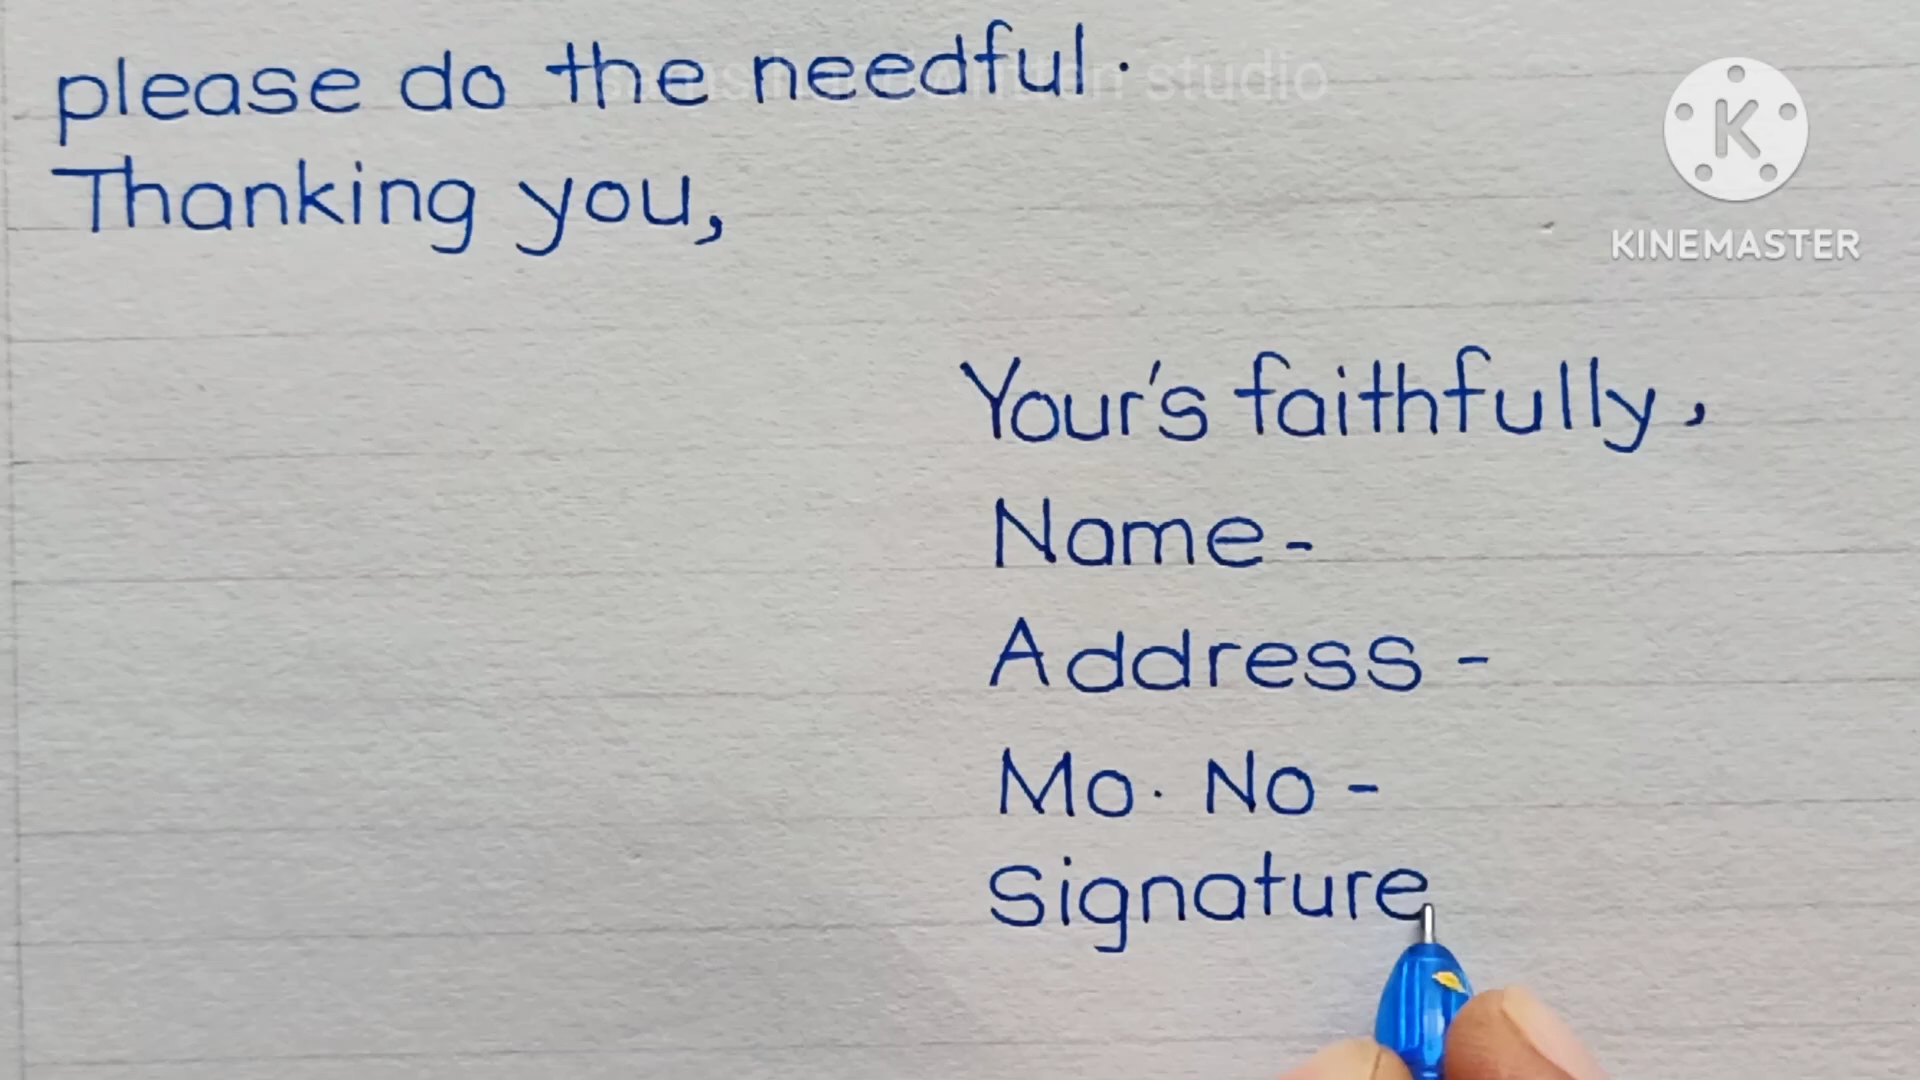 please do the needful.
Thanking you,
K
KINEMASTER
Your's faithfully,
Name -
Address -
Mo. No -
Signature